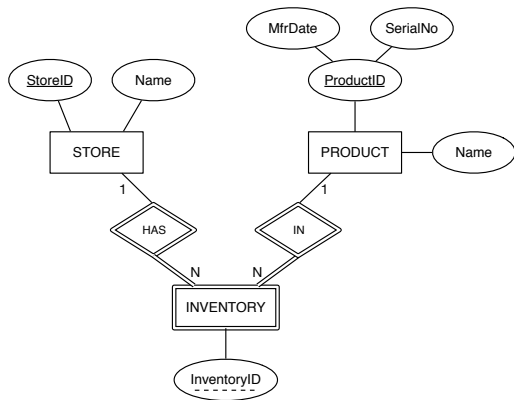 MfrDate
SerialNo
StoreID
Name
ProductID
STORE
PRODUCT
Name
1
1
HAS
IN
N
N
INVENTORY
InventoryID